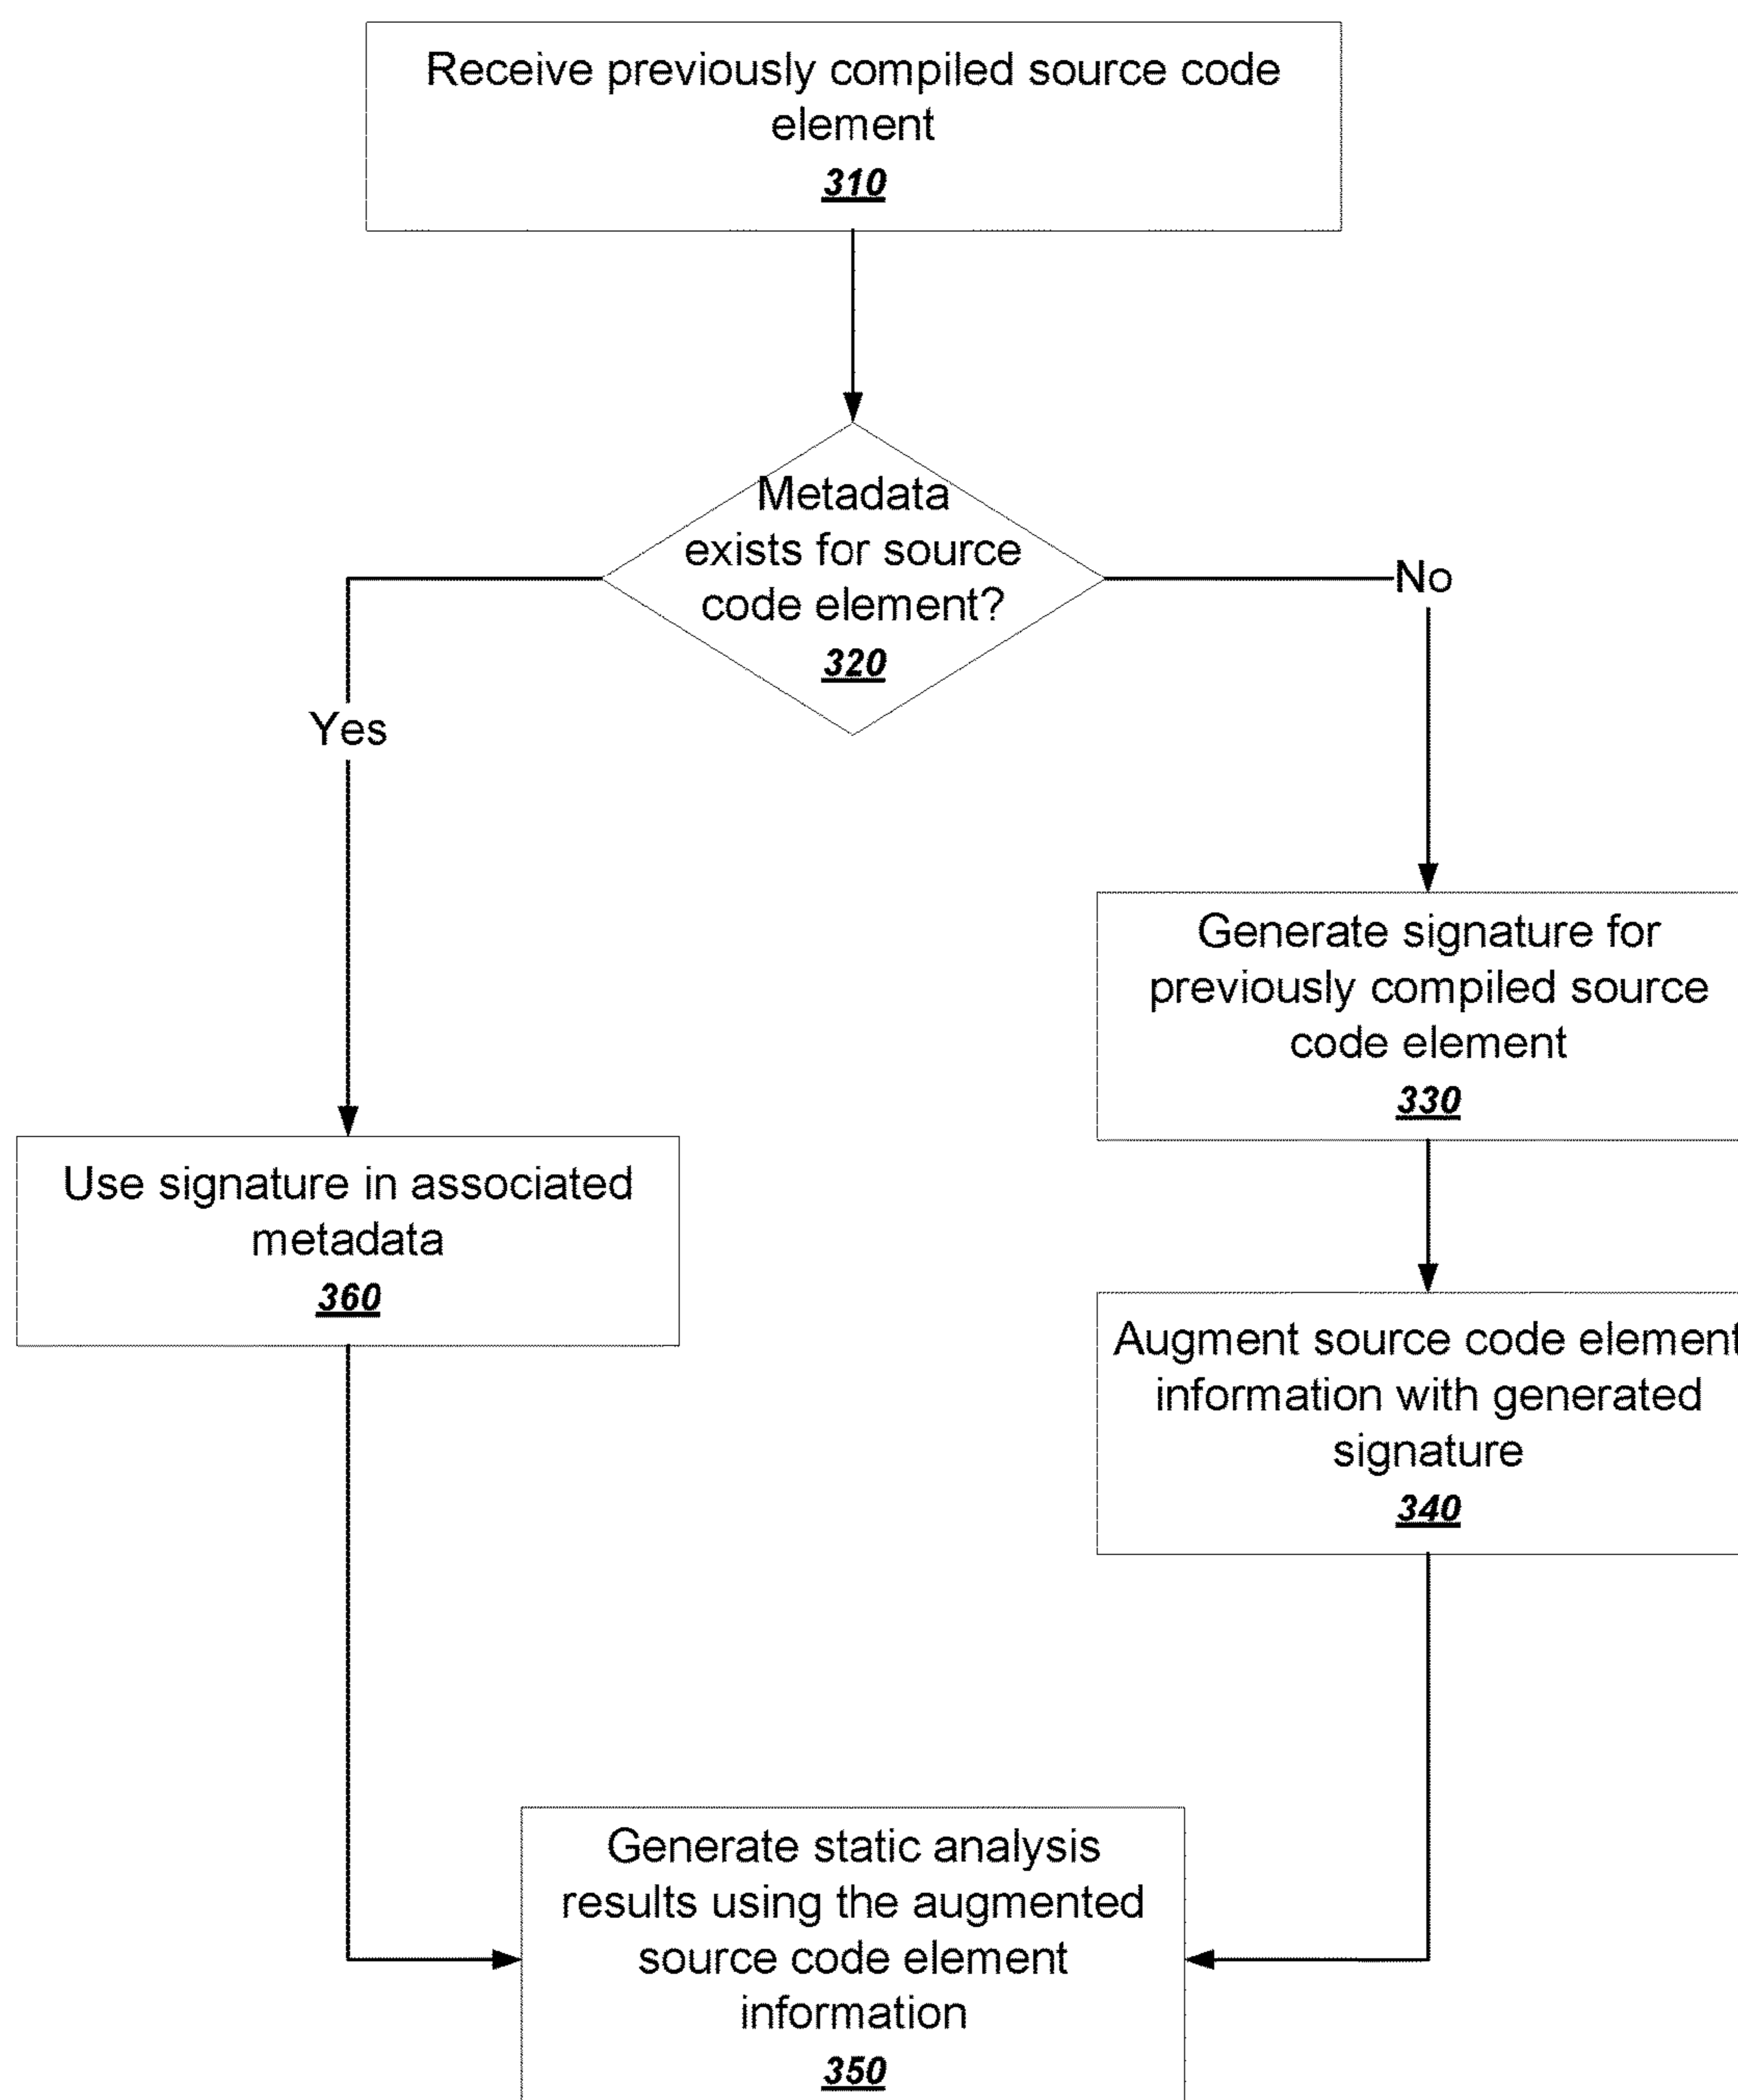 Receive previously compiled source code
element
310
Metadata
exists for source
code element?
320
No
Yes
Generate signature for
previously compiled source
code element
330
Use signature in associated
metadata
360
Augment source code element
information with generated
signature
340
Generate static analysis
results using the augmented
source code element
information
350